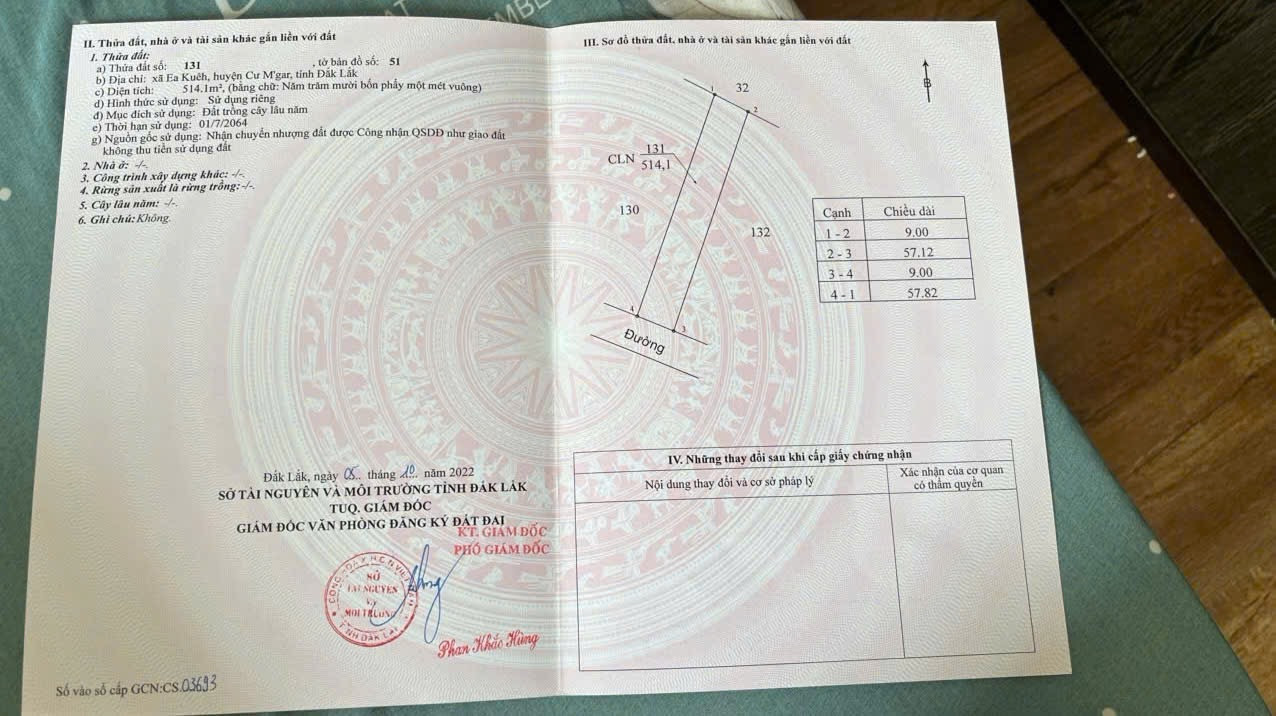 II. Thửa đất, nhà ở và tài sản khác gắn liền với đất
1. Thửa đất:
a) Thửa đất số: 131 , tờ bản đồ số: 51
b) Địa chỉ: xã Ea Kuêh, huyện Cư M'gar, tỉnh Đắk Lắk
c) Diện tích: 514.1m², (bằng chữ: Năm trăm mười bốn phẩy một mét vuông)
d) Hình thức sử dụng: Sử dụng riêng
đ) Mục đích sử dụng: Đất trồng cây lâu năm
e) Thời hạn sử dụng: 01/7/2064
g) Nguồn gốc sử dụng: Nhận chuyển nhượng đất được Công nhận QSDĐ như giao đất
không thu tiền sử dụng đất
2. Nhà ở: -/-.
3. Công trình xây dựng khác: -/-.
4. Rừng sản xuất là rừng trồng: -/-.
5. Cây lâu năm: -/-.
6. Ghi chú: Không.
Đắk Lắk, ngày 05.. tháng 10... năm 2022
SỞ TÀI NGUYÊN VÀ MÔI TRƯỜNG TỈNH ĐẮK LẮK
TUQ. GIÁM ĐỐC
GIÁM ĐỐC VĂN PHÒNG ĐĂNG KÝ ĐẤT ĐAI
KT. GIÁM ĐỐC
PHÓ GIÁM ĐỐC
SỞ
TÀI NGUYÊN
VÀ
MÔI TRƯỜNG
Phan Khắc Hùng
Số vào sổ cấp GCN:CS.03693
III. Sơ đồ thửa đất, nhà ở và tài sản khác gắn liền với đất
B
32
1
2
CLN 131
514,1
130
132
4
3
Đường
Cạnh Chiều dài
1 - 2 9.00
2 - 3 57.12
3 - 4 9.00
4 - 1 57.82
IV. Những thay đổi sau khi cấp giấy chứng nhận
Nội dung thay đổi và cơ sở pháp lý
Xác nhận của cơ quan
có thẩm quyền